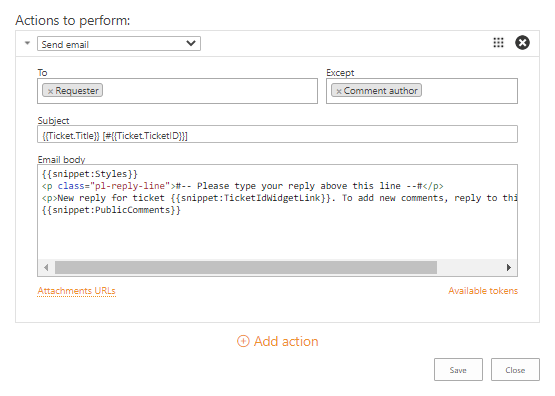 Actions to perform:
Send email
To
Except
× Requester
× Comment author
Subject
{{Ticket.Title}} [#{{Ticket.TicketID}}]
Email body
{{snippet:Styles}}
<p class="pl-reply-line">#-- Please type your reply above this line --#</p>
<p>New reply for ticket {{snippet:TicketIdWidgetLink}}. To add new comments, reply to thi
{{snippet:PublicComments}}
Attachments URLs
Available tokens
Add action
Save
Close